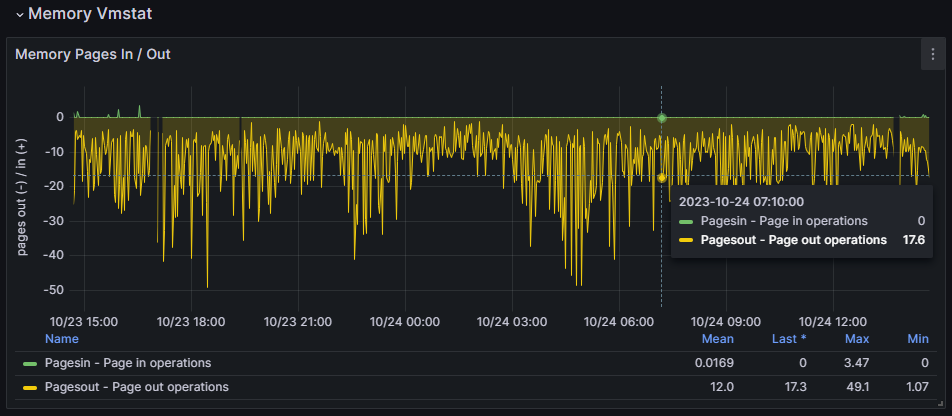 Memory Vmstat
Memory Pages In / Out
pages out (-) / in (+)
0
-10
-20
-30
-40
-50
10/23 15:00 10/23 18:00 10/23 21:00 10/24 00:00 10/24 03:00 10/24 06:00 10/24 09:00 10/24 12:00
2023-10-24 07:10:00
Pagesin - Page in operations 0
Pagesout - Page out operations 17.6
Name Mean Last * Max Min
Pagesin - Page in operations 0.0169 0 3.47 0
Pagesout - Page out operations 12.0 17.3 49.1 1.07